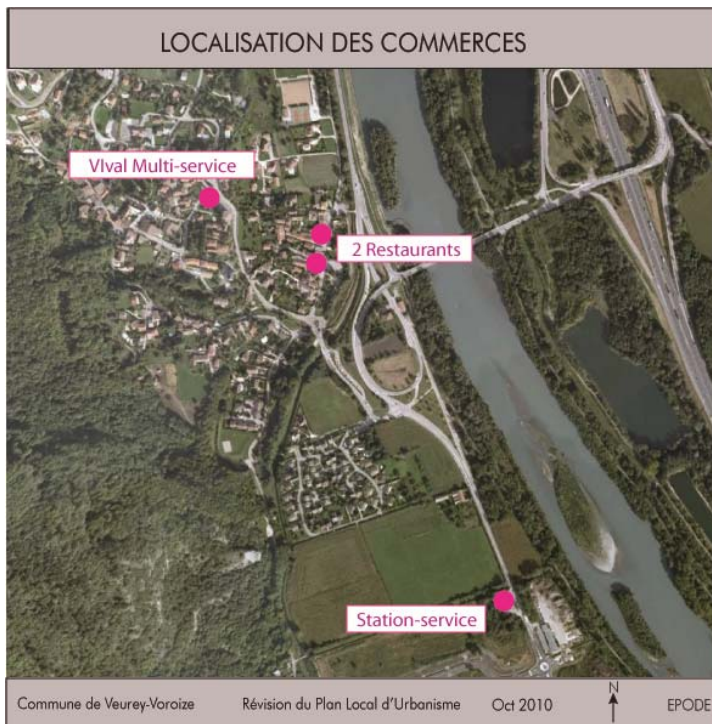 LOCALISATION DES COMMERCES
VIval Multi-service
2 Restaurants
Station-service
Commune de Veurey-Voroize Révision du Plan Local d'Urbanisme Oct 2010 N EPODE